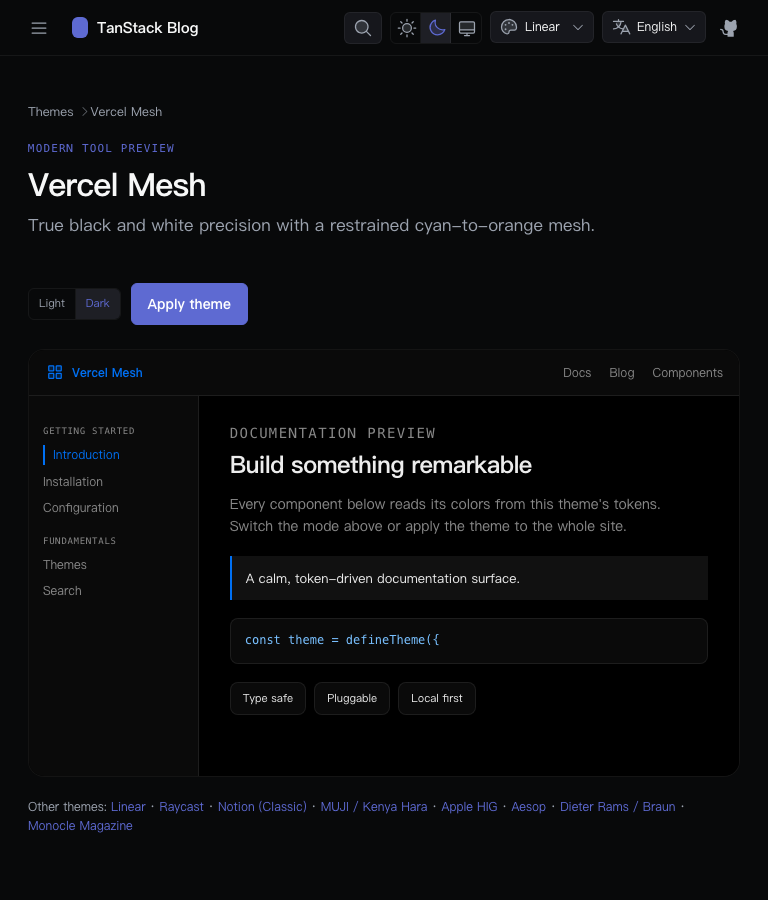 TanStack Blog
Linear
English
Themes
Vercel Mesh
MODERN TOOL PREVIEW
Vercel Mesh
True black and white precision with a restrained cyan-to-orange mesh.
Light
Dark
Apply theme
Vercel Mesh
Docs
Blog
Components
GETTING STARTED
Introduction
Installation
Configuration
FUNDAMENTALS
Themes
Search
DOCUMENTATION PREVIEW
Build something remarkable
Every component below reads its colors from this theme's tokens.
Switch the mode above or apply the theme to the whole site.
A calm, token-driven documentation surface.
const theme = defineTheme({
Type safe
Pluggable
Local first
Other themes: Linear · Raycast · Notion (Classic) · MUJI / Kenya Hara · Apple HIG · Aesop · Dieter Rams / Braun ·
Monocle Magazine